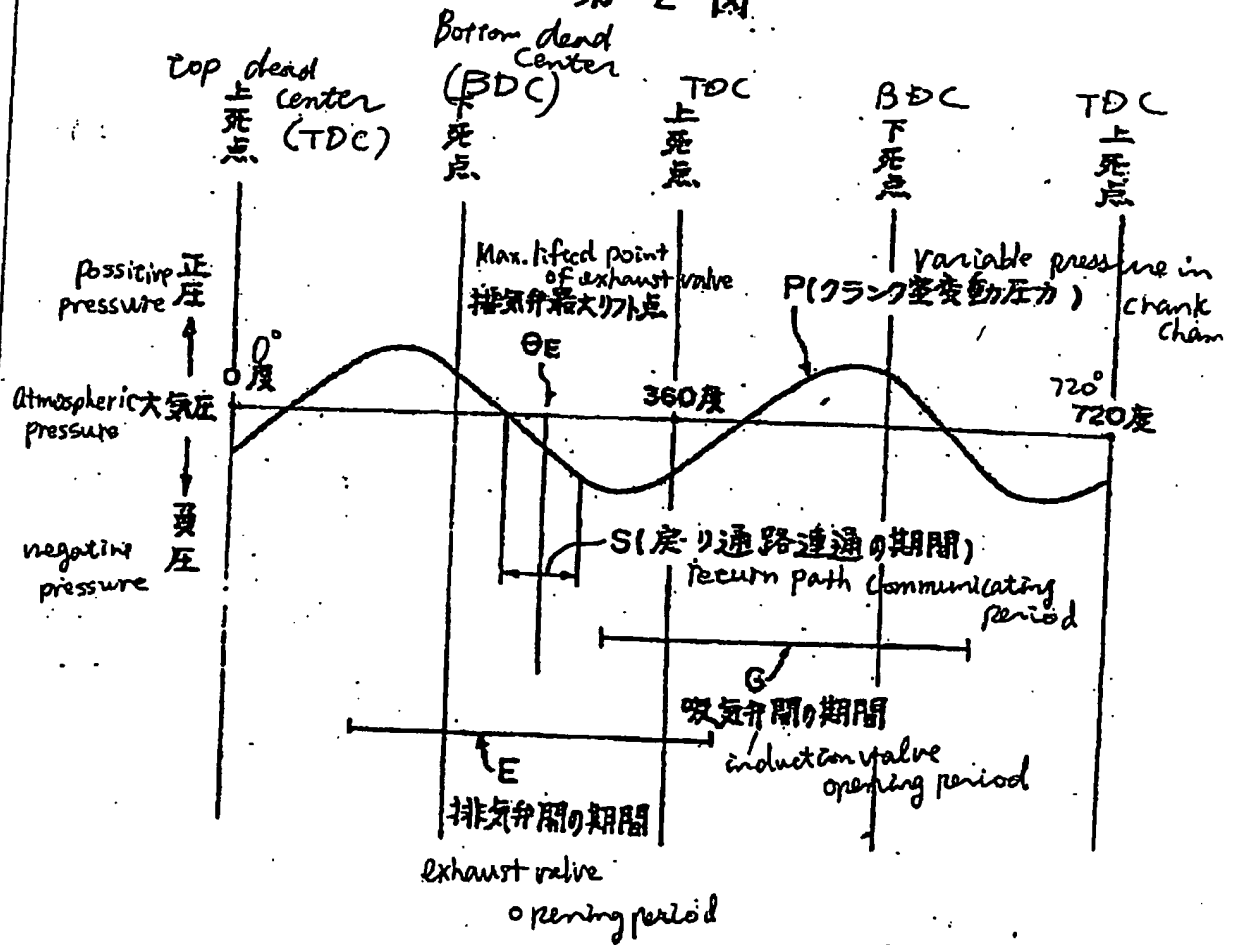 第2図
Bottom dead
Center
(BDC)
下死点
top dead
center
(TDC)
上死点
TDC
上死点
BDC
下死点
TDC
上死点
Max. lifted point
of exhaust valve
排気弁最大リフト点
θE
variable pressure in
chank
cham
P(クランク室変動圧力)
possitive
pressure
正圧
0°
0度
atmospheric
pressure
大気圧
360度
720°
720度
負圧
negative
pressure
S(戻り通路連通の期間)
return path communicating
period
G
吸気弁開の期間
induction valve
opening period
E
排気弁開の期間
exhaust valve
opening period